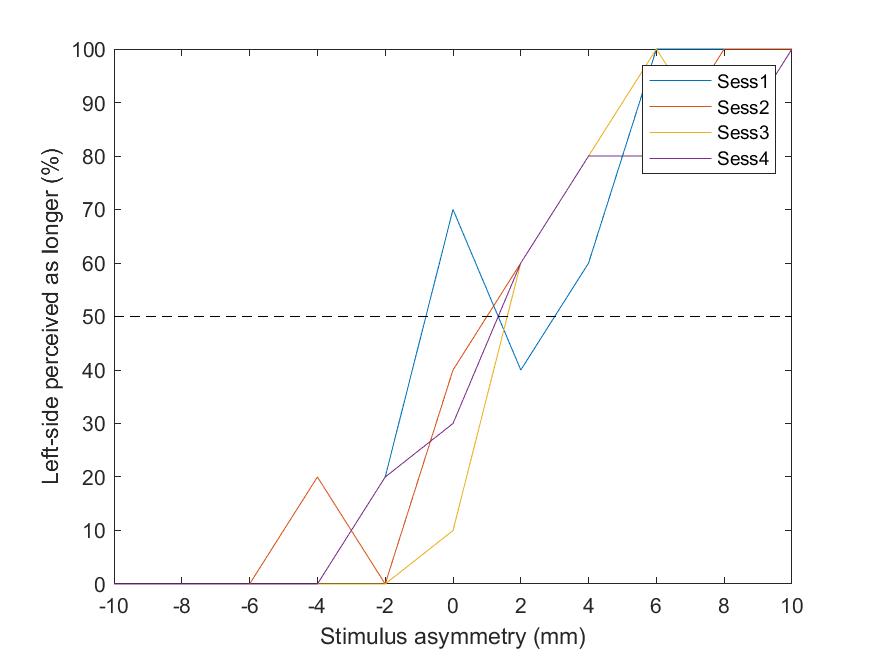 100
90
80
70
60
50
40
30
20
10
0
Left-side perceived as longer (%)
Sess1
Sess2
Sess3
Sess4
-10 -8 -6 -4 -2 0 2 4 6 8 10
Stimulus asymmetry (mm)